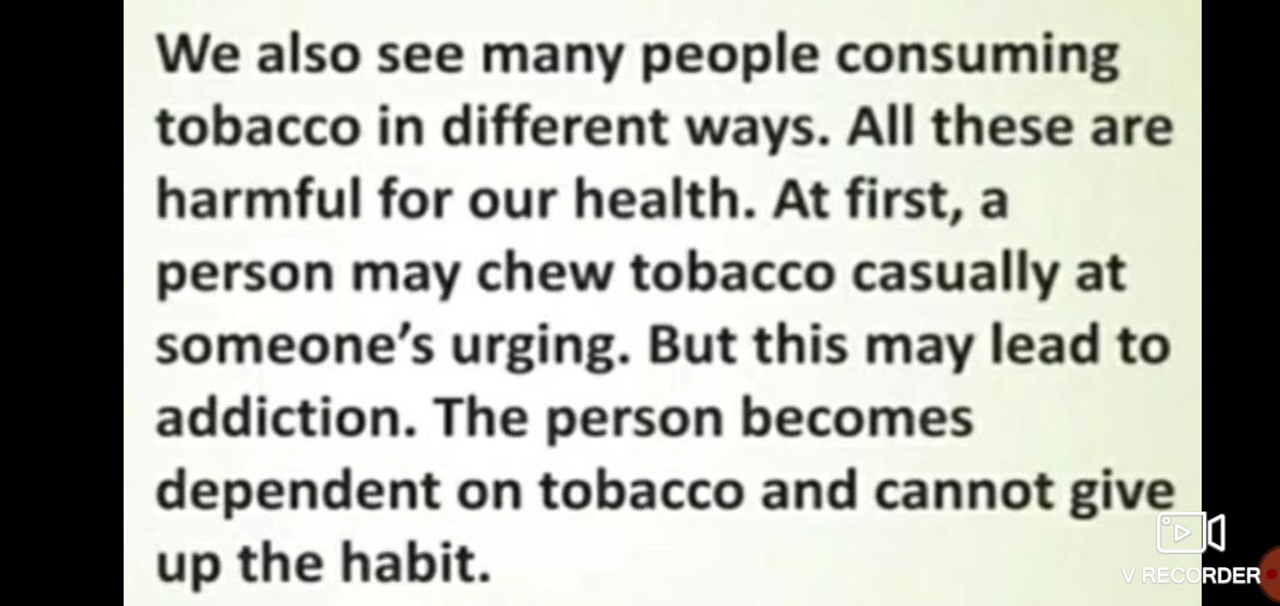 We also see many people consuming
tobacco in different ways. All these are
harmful for our health. At first, a
person may chew tobacco casually at
someone’s urging. But this may lead to
addiction. The person becomes
dependent on tobacco and cannot give
up the habit.
V RECORDER